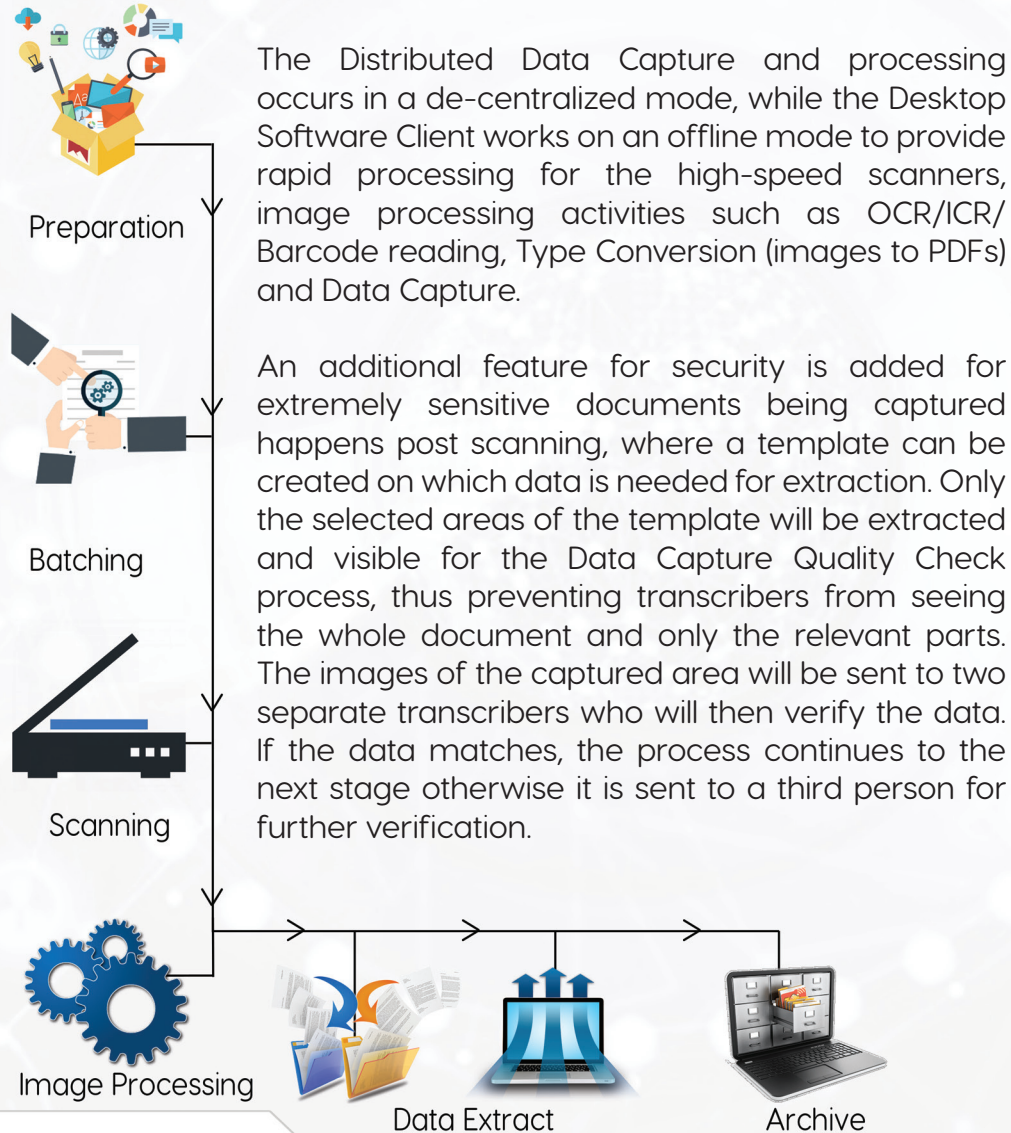 Preparation
Batching
Scanning
Image Processing
Data Extract
Archive
The Distributed Data Capture and processing
occurs in a de-centralized mode, while the Desktop
Software Client works on an offline mode to provide
rapid processing for the high-speed scanners,
image processing activities such as OCR/ICR/
Barcode reading, Type Conversion (images to PDFs)
and Data Capture.
An additional feature for security is added for
extremely sensitive documents being captured
happens post scanning, where a template can be
created on which data is needed for extraction. Only
the selected areas of the template will be extracted
and visible for the Data Capture Quality Check
process, thus preventing transcribers from seeing
the whole document and only the relevant parts.
The images of the captured area will be sent to two
separate transcribers who will then verify the data.
If the data matches, the process continues to the
next stage otherwise it is sent to a third person for
further verification.